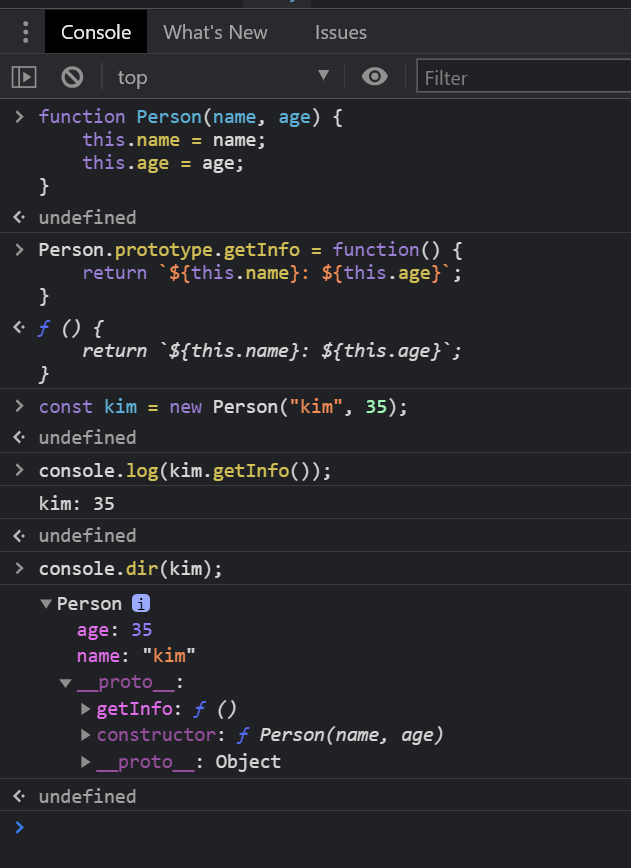 Console What's New Issues
top Filter
function Person(name, age) {
this.name = name;
this.age = age;
}
undefined
Person.prototype.getInfo = function() {
return `${this.name}: ${this.age}`;
}
ƒ () {
return `${this.name}: ${this.age}`;
}
const kim = new Person("kim", 35);
undefined
console.log(kim.getInfo());
kim: 35
undefined
console.dir(kim);
Person i
age: 35
name: "kim"
__proto__:
getInfo: ƒ ()
constructor: ƒ Person(name, age)
__proto__: Object
undefined